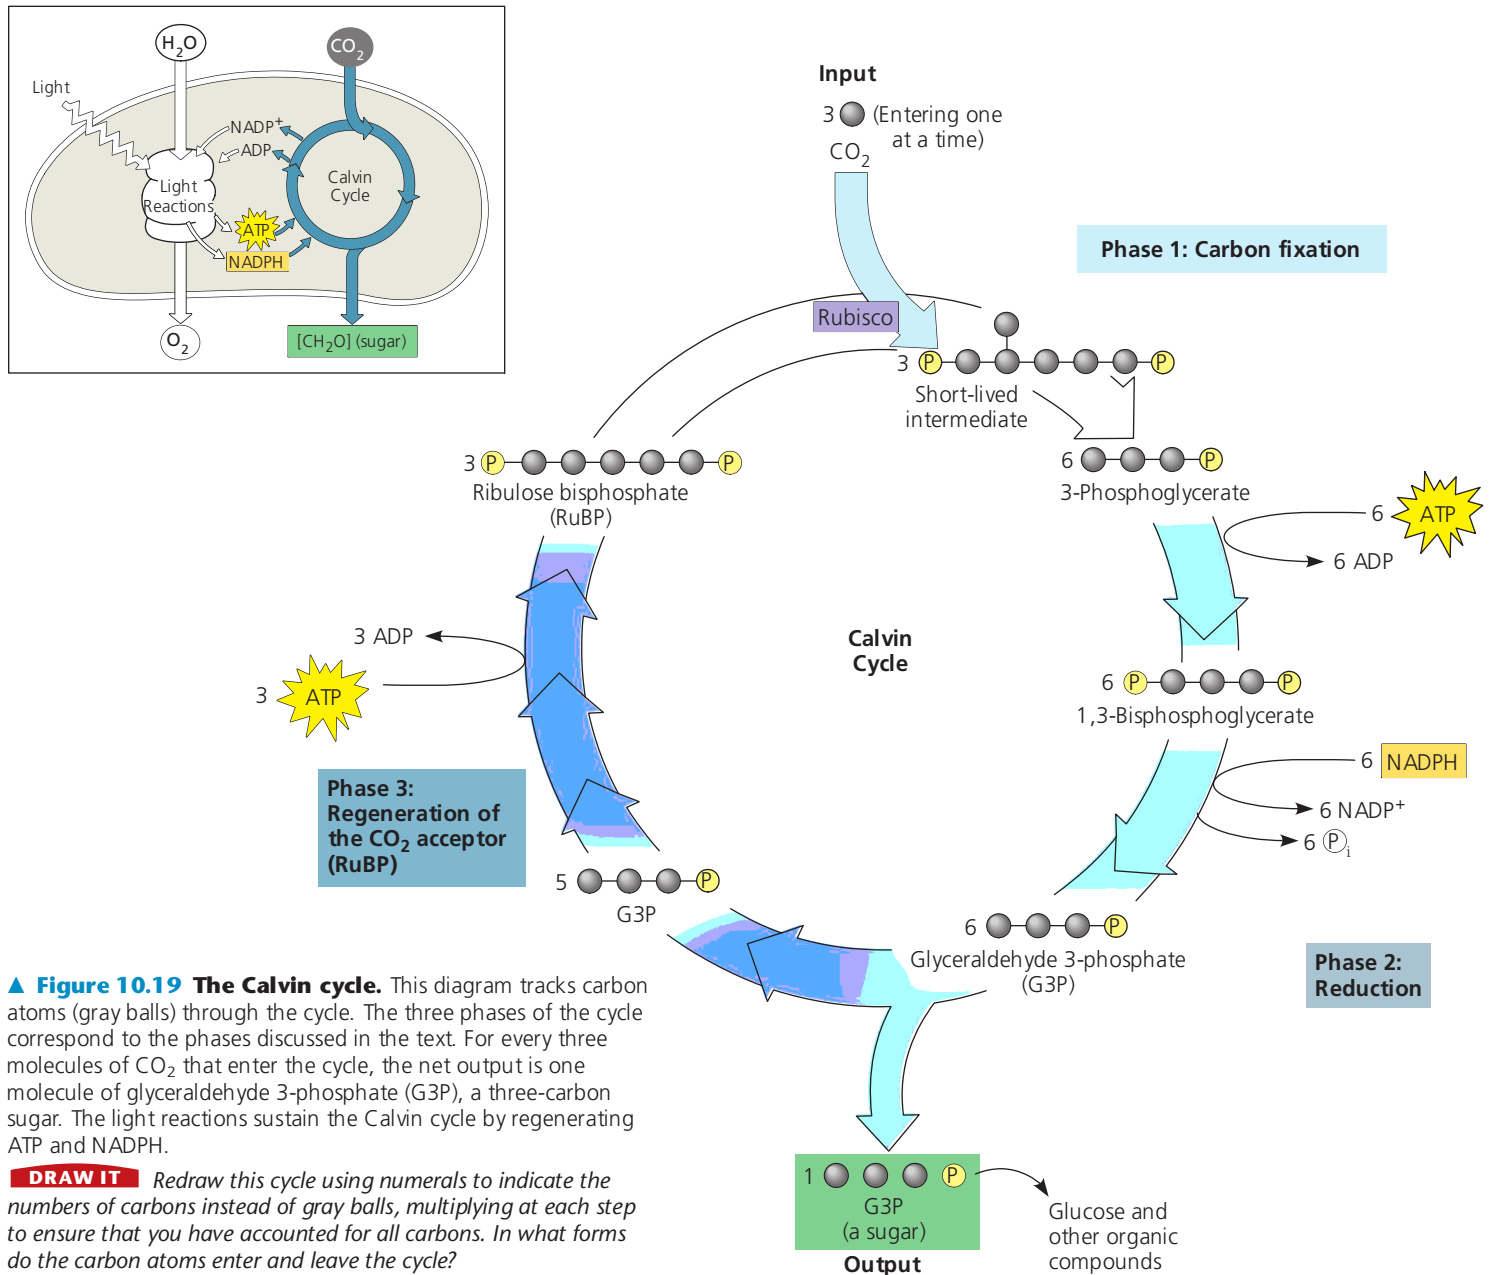 H2O
CO2
Light
NADP+
ADP
Calvin
Cycle
Light
Reactions
ATP
NADPH
O2
[CH2O] (sugar)
Input
3 (Entering one
at a time)
CO2
Phase 1: Carbon fixation
Rubisco
3 P P
Short-lived
intermediate
3 P P
Ribulose bisphosphate
(RuBP)
6 P
3-Phosphoglycerate
6 ATP
6 ADP
3 ADP
3 ATP
Calvin
Cycle
6 P P
1,3-Bisphosphoglycerate
6 NADPH
6 NADP+
6 Pi
Phase 3:
Regeneration of
the CO2 acceptor
(RuBP)
5 P
G3P
6 P
Glyceraldehyde 3-phosphate
(G3P)
Phase 2:
Reduction
1 P
G3P
(a sugar)
Output
Glucose and
other organic
compounds
▲ Figure 10.19 The Calvin cycle. This diagram tracks carbon
atoms (gray balls) through the cycle. The three phases of the cycle
correspond to the phases discussed in the text. For every three
molecules of CO2 that enter the cycle, the net output is one
molecule of glyceraldehyde 3-phosphate (G3P), a three-carbon
sugar. The light reactions sustain the Calvin cycle by regenerating
ATP and NADPH.
DRAW IT Redraw this cycle using numerals to indicate the
numbers of carbons instead of gray balls, multiplying at each step
to ensure that you have accounted for all carbons. In what forms
do the carbon atoms enter and leave the cycle?